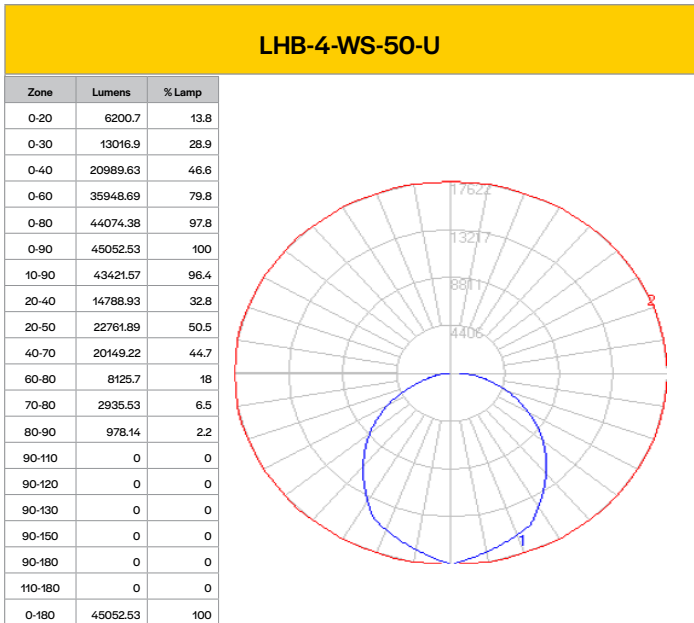 LHB-4-WS-50-U
Zone Lumens % Lamp
0-20 6200.7 13.8
0-30 13016.9 28.9
0-40 20989.63 46.6
0-60 35948.69 79.8
0-80 44074.38 97.8
0-90 45052.53 100
10-90 43421.57 96.4
20-40 14788.93 32.8
20-50 22761.89 50.5
40-70 20149.22 44.7
60-80 8125.7 18
70-80 2935.53 6.5
80-90 978.14 2.2
90-110 0 0
90-120 0 0
90-130 0 0
90-150 0 0
90-180 0 0
110-180 0 0
0-180 45052.53 100
17622
13217
8811
4406
2
1